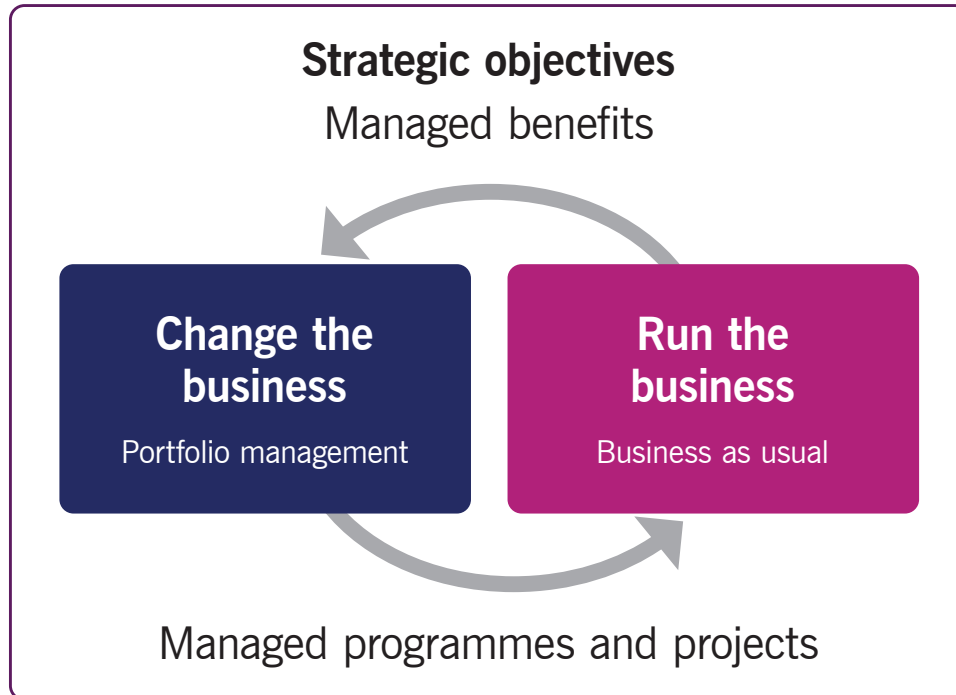 Strategic objectives
Managed benefits
Change the
business
Portfolio management
Run the
business
Business as usual
Managed programmes and projects